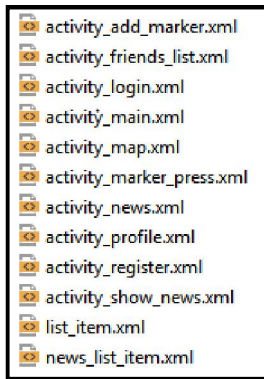 activity_add_marker.xml
activity_friends_list.xml
activity_login.xml
activity_main.xml
activity_map.xml
activity_marker_press.xml
activity_news.xml
activity_profile.xml
activity_register.xml
activity_show_news.xml
list_item.xml
news_list_item.xml